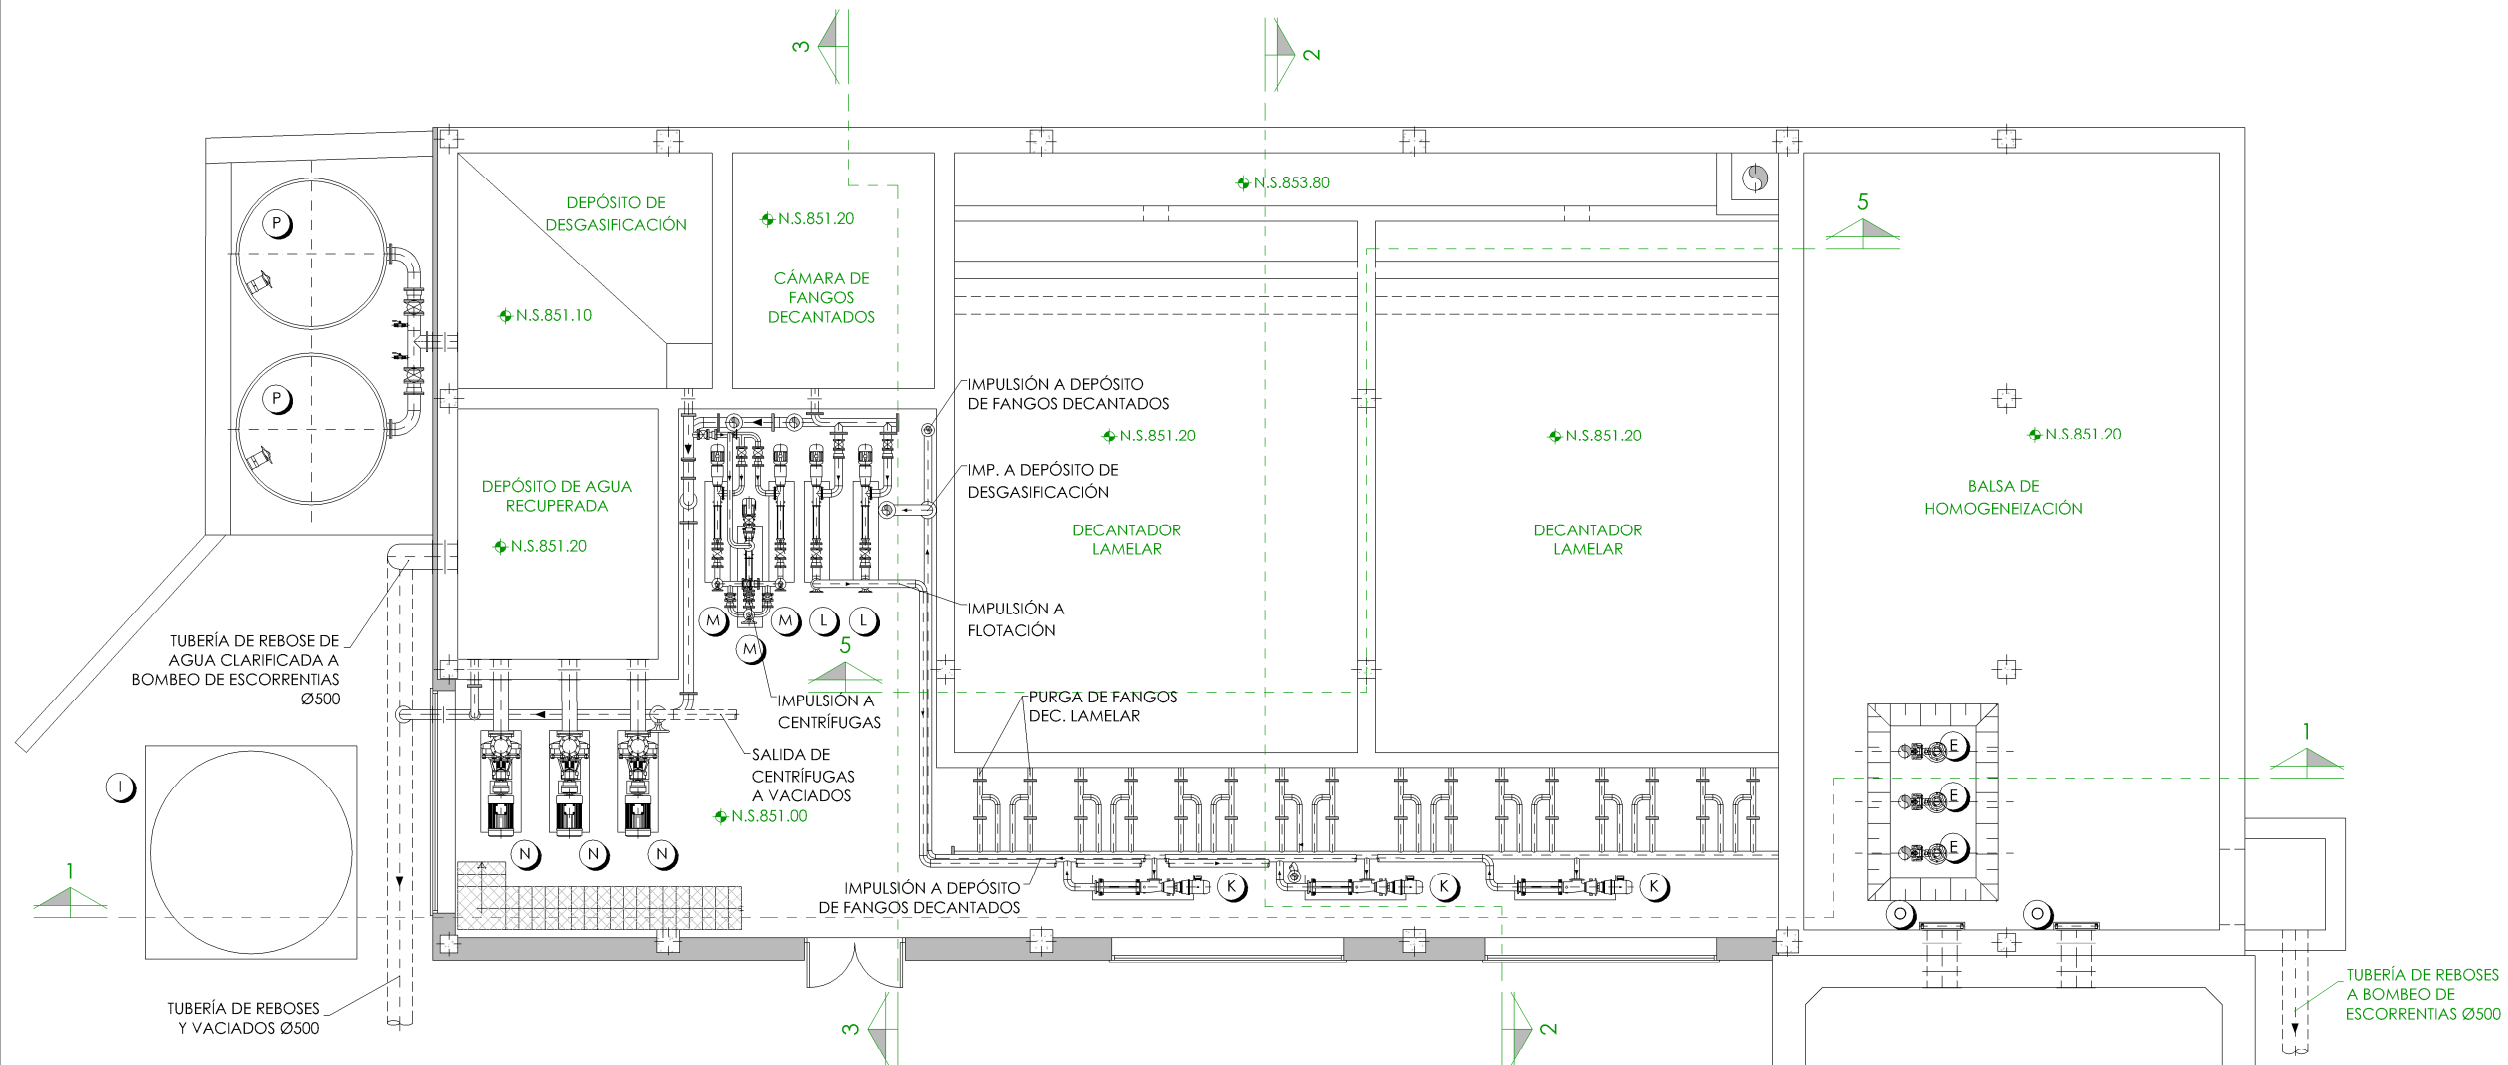 3
2
N.S.853.80
P
DEPÓSITO DE
DESGASIFICACIÓN
N.S.851.20
5
CÁMARA DE
FANGOS
DECANTADOS
N.S.851.10
P
IMPULSIÓN A DEPÓSITO
DE FANGOS DECANTADOS
N.S.851.20
N.S.851.20
N.S.851.20
IMP. A DEPÓSITO DE
DESGASIFICACIÓN
DEPÓSITO DE AGUA
RECUPERADA
BALSA DE
HOMOGENEIZACIÓN
N.S.851.20
DECANTADOR
LAMELAR
DECANTADOR
LAMELAR
IMPULSIÓN A
FLOTACIÓN
M
M
L
L
M
5
TUBERÍA DE REBOSE DE
AGUA CLARIFICADA A
BOMBEO DE ESCORRENTIAS
Ø500
IMPULSIÓN A
CENTRÍFUGAS
PURGA DE FANGOS
DEC. LAMELAR
SALIDA DE
CENTRÍFUGAS
A VACIADOS
N.S.851.00
1
E
E
E
I
N
N
N
1
IMPULSIÓN A DEPÓSITO
DE FANGOS DECANTADOS
K
K
K
O
O
TUBERÍA DE REBOSES
Y VACIADOS Ø500
3
2
TUBERÍA DE REBOSES
A BOMBEO DE
ESCORRENTIAS Ø500